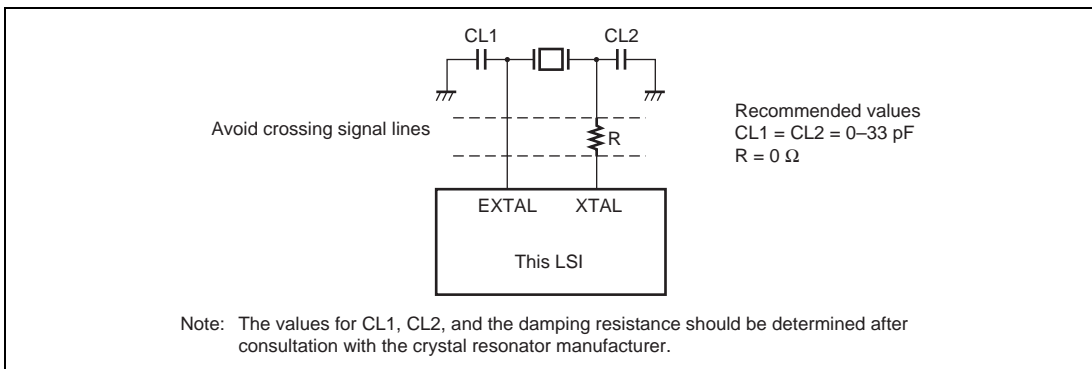 CL1
CL2
Avoid crossing signal lines
R
Recommended values
CL1 = CL2 = 0–33 pF
R = 0 Ω
EXTAL
XTAL
This LSI
Note: The values for CL1, CL2, and the damping resistance should be determined after
consultation with the crystal resonator manufacturer.